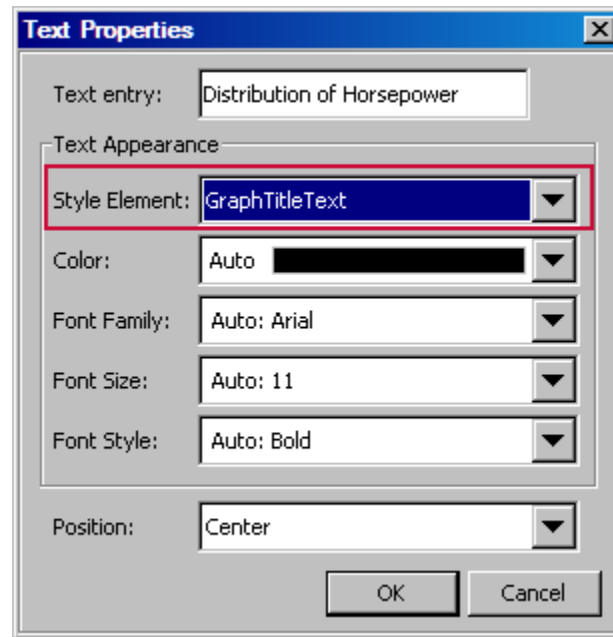 Text Properties
Text entry: Distribution of Horsepower
Text Appearance
Style Element: GraphTitleText
Color: Auto
Font Family: Auto: Arial
Font Size: Auto: 11
Font Style: Auto: Bold
Position: Center
OK Cancel